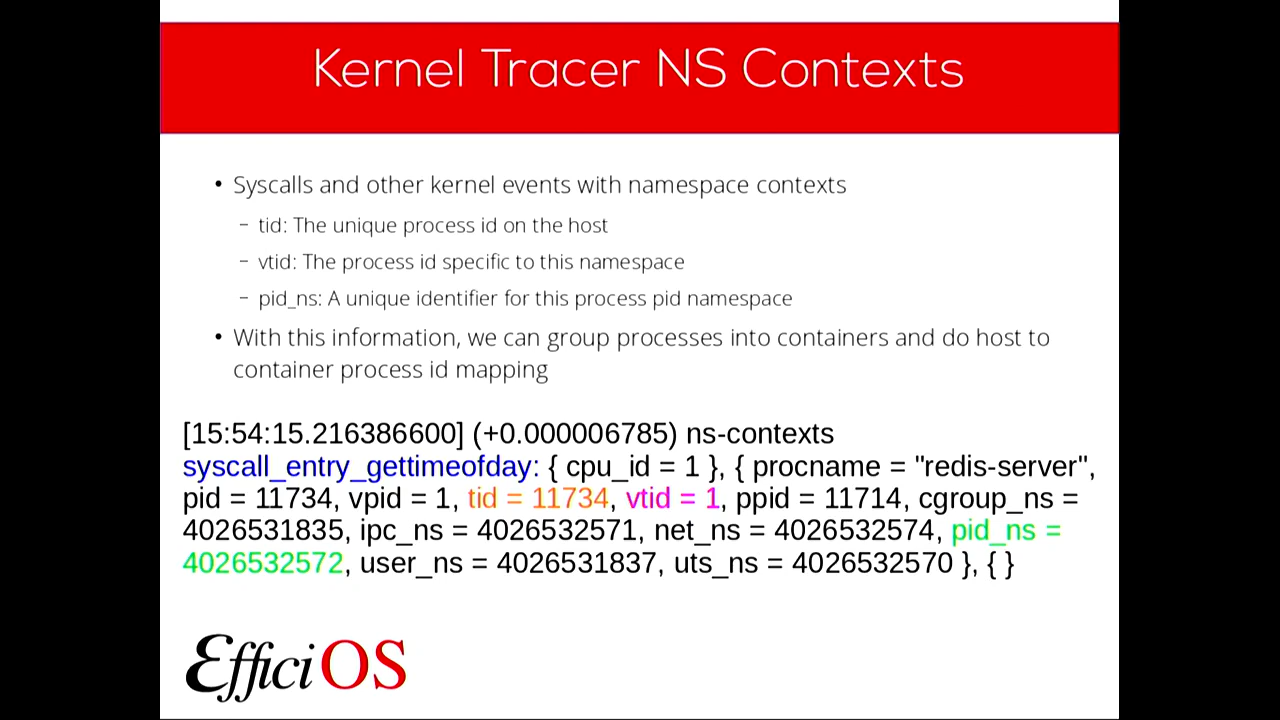 Kernel Tracer NS Contexts
• Syscalls and other kernel events with namespace contexts
– tid: The unique process id on the host
– vtid: The process id specific to this namespace
– pid_ns: A unique identifier for this process pid namespace
• With this information, we can group processes into containers and do host to
container process id mapping
[15:54:15.216386600] (+0.000006785) ns-contexts
syscall_entry_gettimeofday: { cpu_id = 1 }, { procname = "redis-server",
pid = 11734, vpid = 1, tid = 11734, vtid = 1, ppid = 11714, cgroup_ns =
4026531835, ipc_ns = 4026532571, net_ns = 4026532574, pid_ns =
4026532572, user_ns = 4026531837, uts_ns = 4026532570 }, { }
EfficiOS